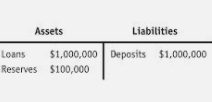 Assets Liabilities
Loans $1,000,000 Deposits $1,000,000
Reserves $100,000